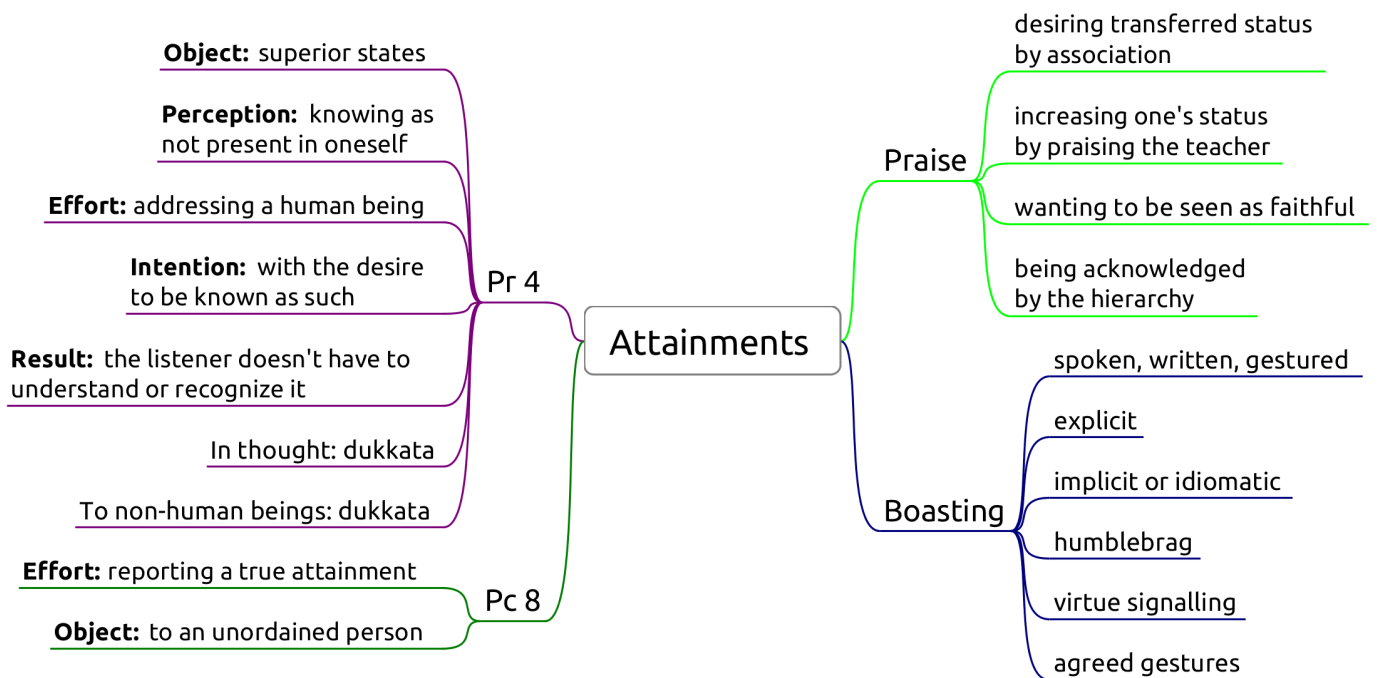 Attainments
Pr 4
Object: superior states
Perception: knowing as
not present in oneself
Effort: addressing a human being
Intention: with the desire
to be known as such
Result: the listener doesn't have to
understand or recognize it
In thought: dukkata
To non-human beings: dukkata
Pc 8
Effort: reporting a true attainment
Object: to an unordained person
Praise
desiring transferred status
by association
increasing one's status
by praising the teacher
wanting to be seen as faithful
being acknowledged
by the hierarchy
Boasting
spoken, written, gestured
explicit
implicit or idiomatic
humblebrag
virtue signalling
agreed gestures